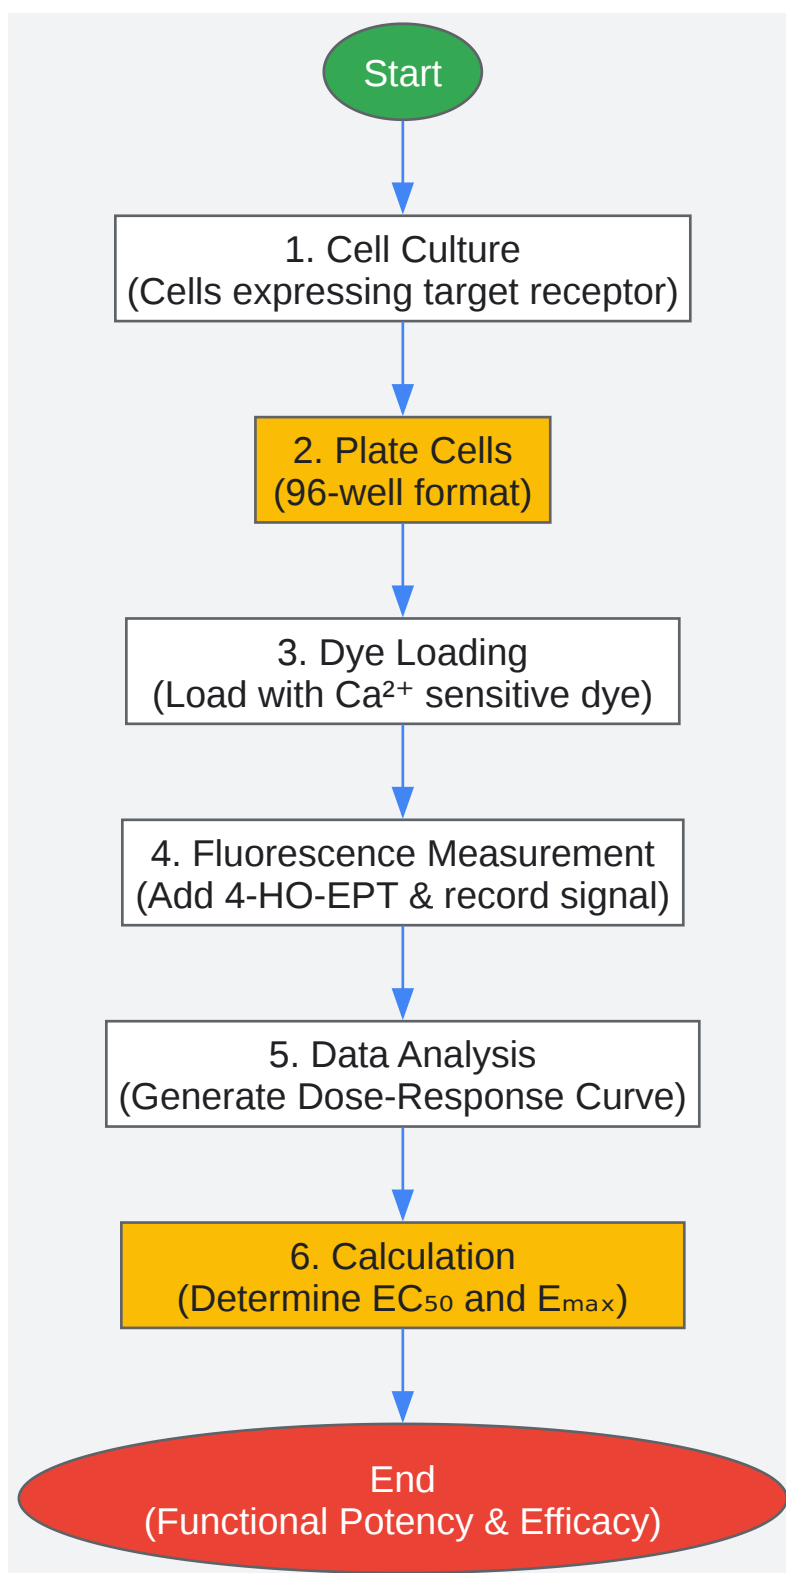 Start
1. Cell Culture
(Cells expressing target receptor)
2. Plate Cells
(96-well format)
3. Dye Loading
(Load with Ca²⁺ sensitive dye)
4. Fluorescence Measurement
(Add 4-HO-EPT & record signal)
5. Data Analysis
(Generate Dose-Response Curve)
6. Calculation
(Determine EC₅₀ and Eₘₐₓ)
End
(Functional Potency & Efficacy)